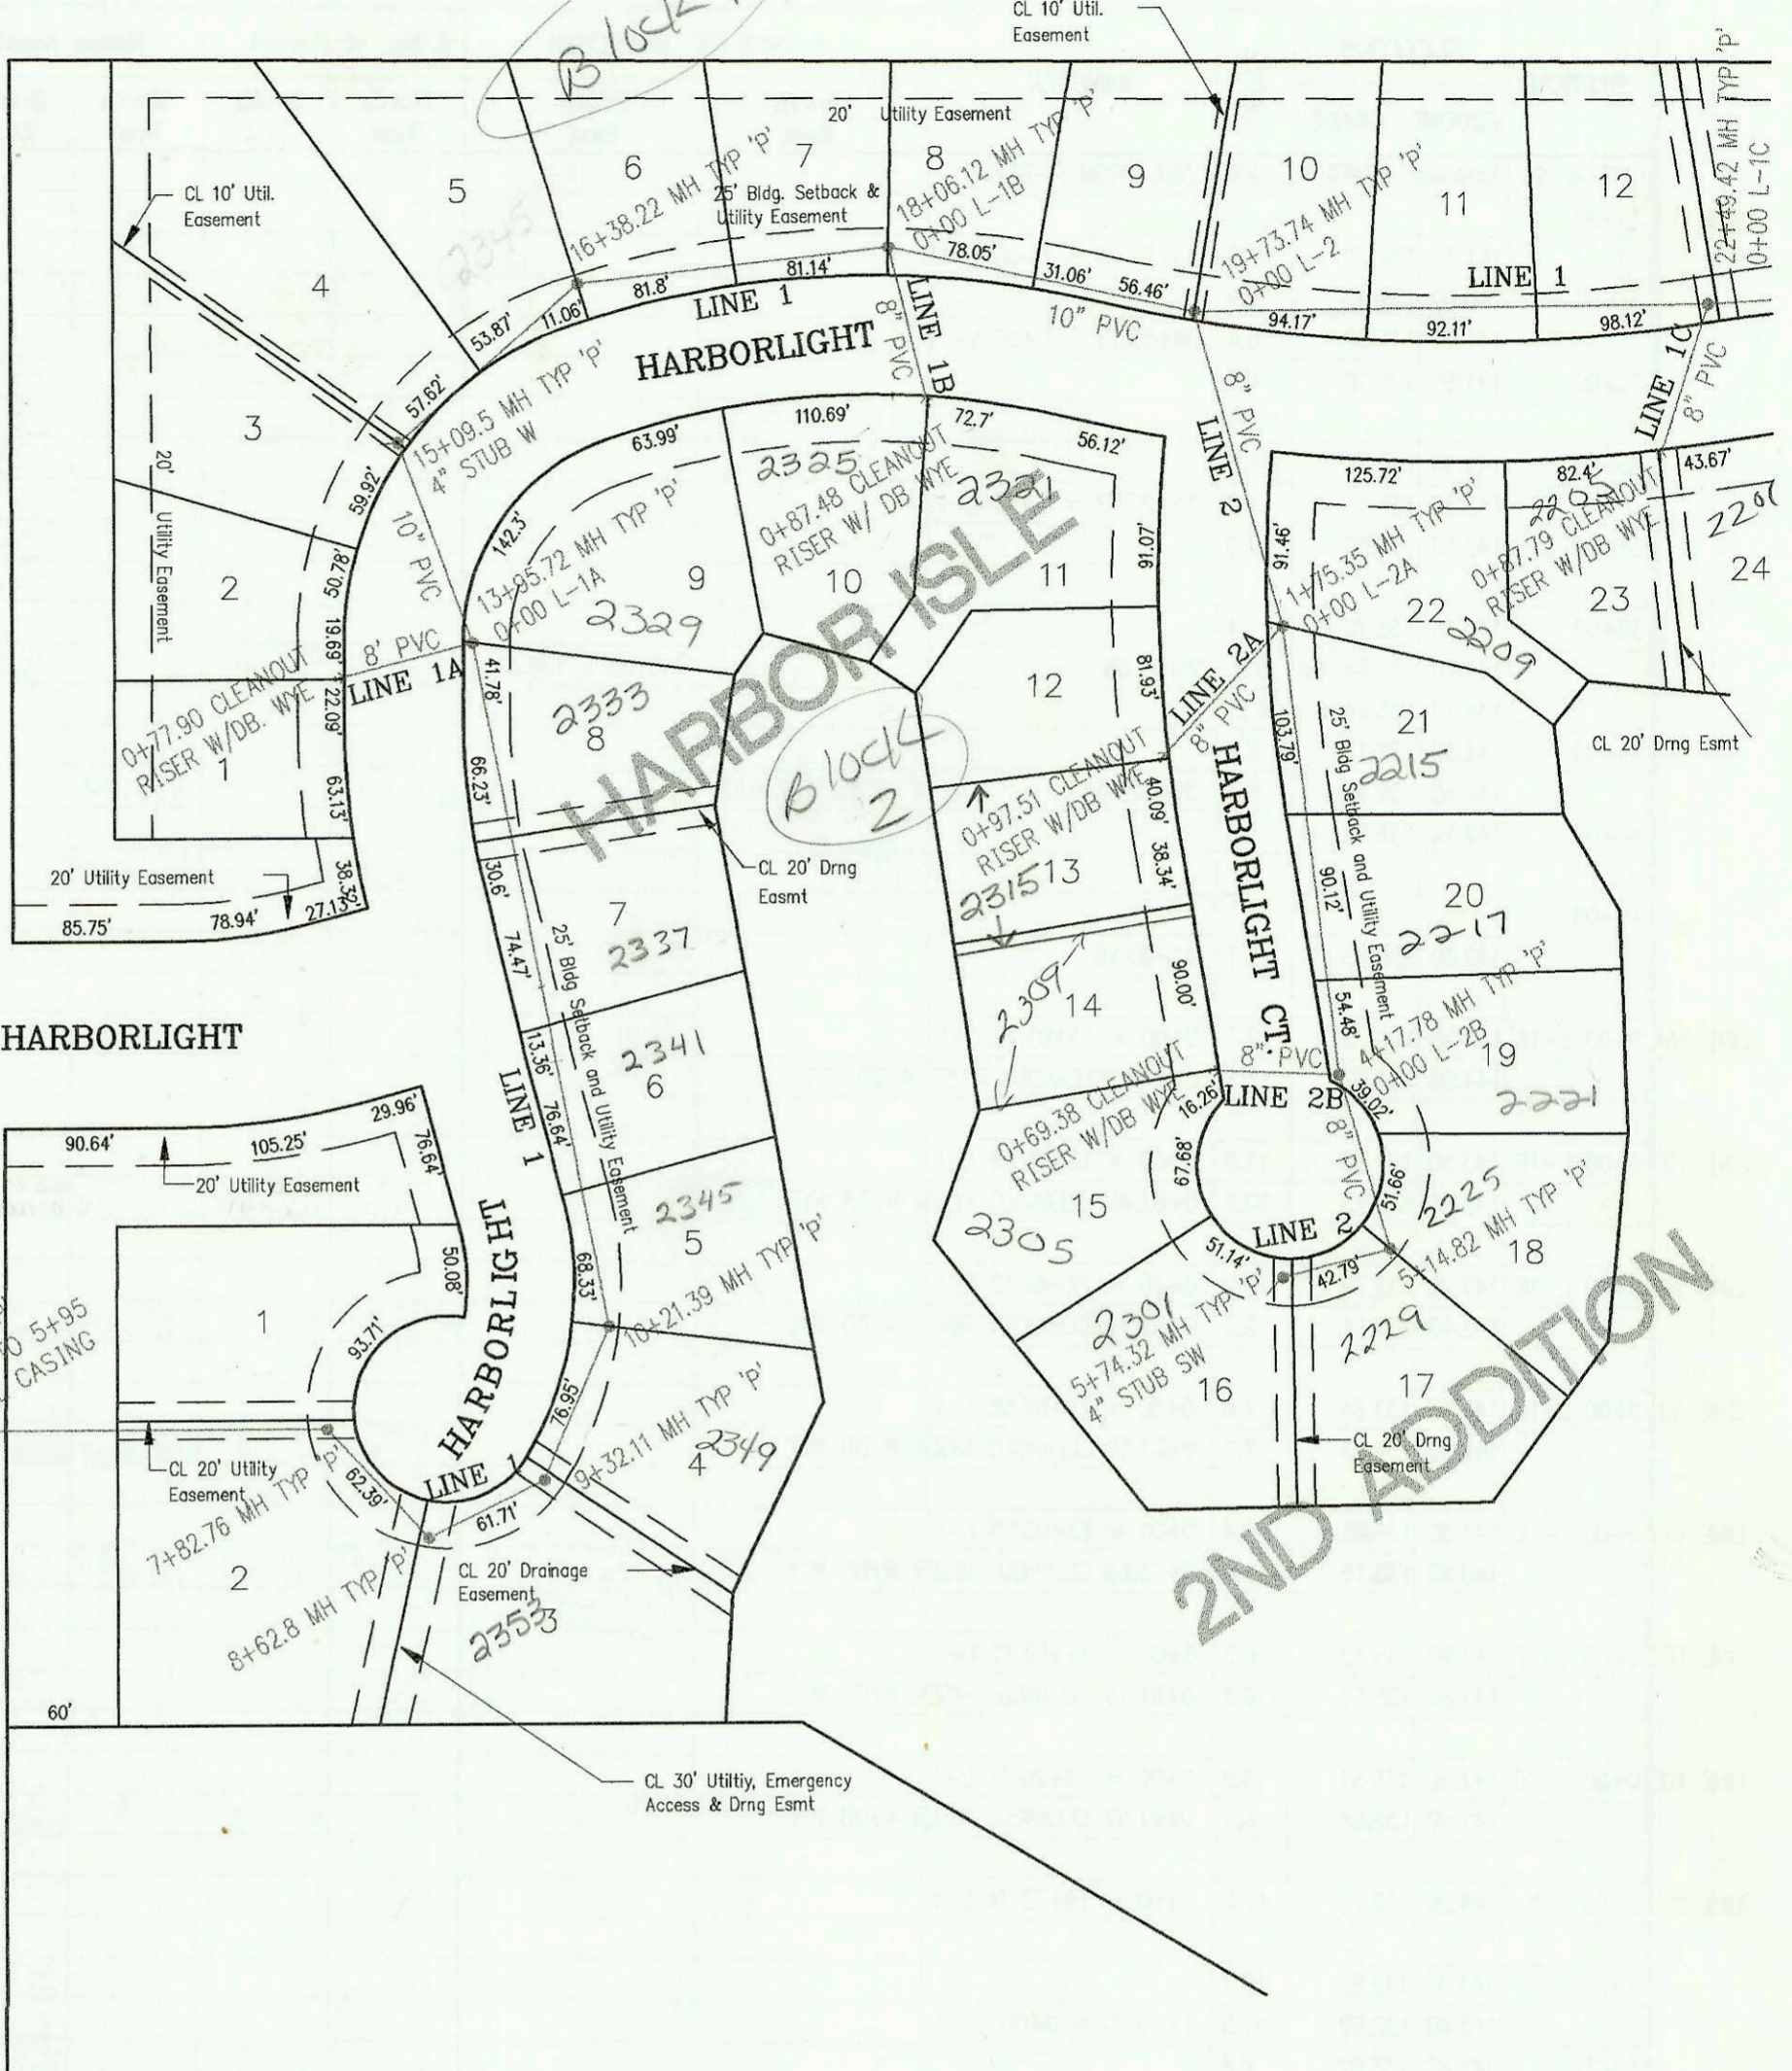 Block
CL 10' Util.
Easement
20' Utility Easement
22+49.42 MH TYP 'P'
0+00 L-1C
CL 10' Util.
Easement
4
5
6
7
8
9
10
11
12
2345
16+38.22 MH TYP 'P'
25' Bldg. Setback &
Utility Easement
18+06.12 MH TYP 'P'
0+00 L-1B
19+73.74 MH TYP 'P'
0+00 L-2
LINE 1
53.87'
11.06'
81.8'
81.14'
78.05'
31.06'
56.46'
94.17'
92.11'
98.12'
LINE 1
HARBORLIGHT
8" PVC
LINE 1B
10" PVC
8" PVC
LINE 2
LINE 1C
8" PVC
3
57.62'
15+09.5 MH TYP 'P'
4" STUB W
59.92'
20' Utility Easement
10" PVC
2
50.78'
19.69'
22.09'
63.13'
38.32'
8' PVC
LINE 1A
0+77.90 CLEANOUT
RISER W/DB. WYE
1
20' Utility Easement
85.75'
78.94'
27.13'
63.99'
110.69'
72.7'
56.12'
142.3'
13+95.72 MH TYP 'P'
0+00 L-1A
9
2329
2325
0+87.48 CLEANOUT
RISER W/ DB WYE
10
2321
11
91.07'
HARBOR ISLE
125.72'
82.4'
43.67'
91.46'
1+75.35 MH TYP 'P'
0+00 L-2A
2205
0+87.79 CLEANOUT
RISER W/DB WYE
2201
22
2209
23
24
CL 20' Drng Esmt
41.78'
66.23'
2333
8
Block
2
CL 20' Drng
Easmt
12
81.93'
LINE 2A
8" PVC
HARBORLIGHT CT.
103.79'
21
2215
25' Bldg Setback and Utility Easement
0+97.51 CLEANOUT
RISER W/DB WYE
40.09'
38.34'
2315
13
30.6'
74.47'
7
2337
25' Bldg Setback and Utility Easement
13.36'
76.64'
2341
6
LINE 1
2309
14
90.00'
90.12'
20
2217
54.48'
4+17.78 MH TYP 'P'
0+00 L-2B
39.02'
19
2221
8" PVC
LINE 2B
8" PVC
16.26'
67.68'
0+69.38 CLEANOUT
RISER W/DB WYE
15
2305
51.66'
2225
5+14.82 MH TYP 'P'
18
LINE 2
51.14'
42.79'
2301
5+74.32 MH TYP 'P'
4" STUB SW
16
2229
17
CL 20' Drng
Easement
2ND ADDITION
HARBORLIGHT
90.64'
105.25'
29.96'
76.64'
20' Utility Easement
50.08'
1
93.71'
5+95
CASING
HARBORLIGHT
2345
5
68.33'
10+21.39 MH TYP 'P'
76.95'
9+32.11 MH TYP 'P'
4
2349
LINE 1
61.71'
62.39'
CL 20' Utility
Easement
7+82.76 MH TYP 'P'
2
8+62.8 MH TYP 'P'
CL 20' Drainage
Easement
2353
3
60'
CL 30' Utiltiy, Emergency
Access & Drng Esmt